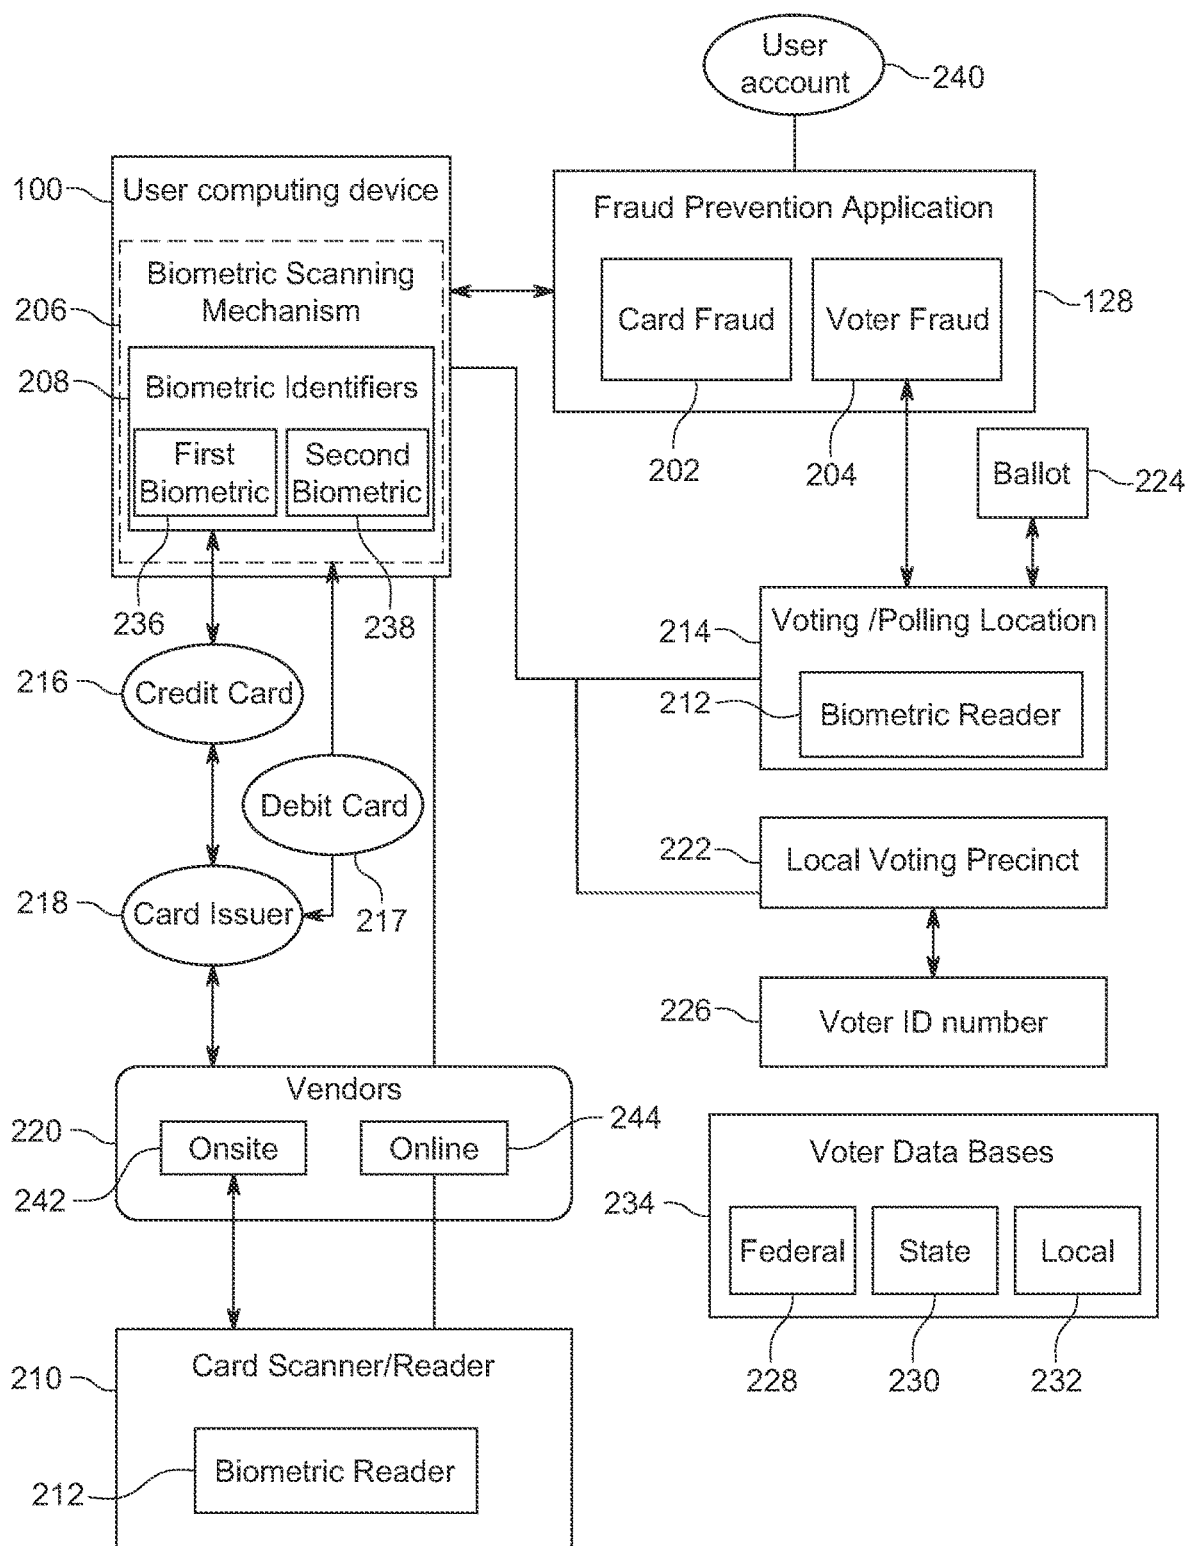 User
account
240
100
User computing device
Fraud Prevention Application
Biometric Scanning
Mechanism
206
Card Fraud
Voter Fraud
128
208
Biometric Identifiers
First
Biometric
Second
Biometric
202
204
Ballot
224
236
238
214
Voting /Polling Location
216
Credit Card
212
Biometric Reader
Debit Card
222
Local Voting Precinct
218
Card Issuer
217
226
Voter ID number
Vendors
220
Onsite
Online
244
242
Voter Data Bases
234
Federal
State
Local
228
230
232
210
Card Scanner/Reader
212
Biometric Reader